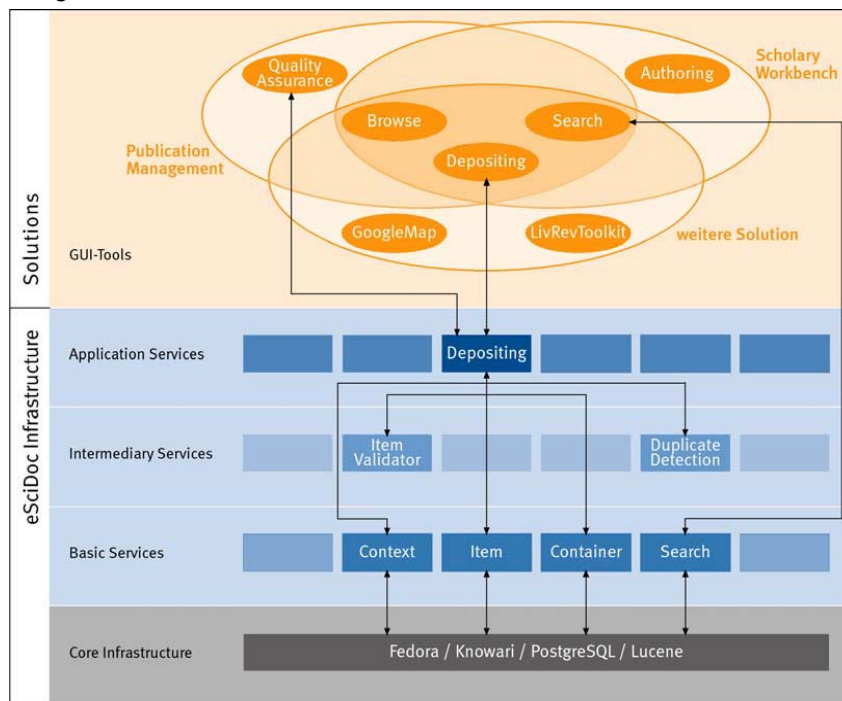 Quality
Assurance
Authoring
Scholary
Workbench
Browse
Search
Publication
Management
Depositing
GoogleMap
LivRevToolkit
weitere Solution
GUI-Tools
Solutions
eSciDoc Infrastructure
Application Services
Depositing
Intermediary Services
Item
Validator
Duplicate
Detection
Basic Services
Context
Item
Container
Search
Core Infrastructure
Fedora / Knowari / PostgreSQL / Lucene